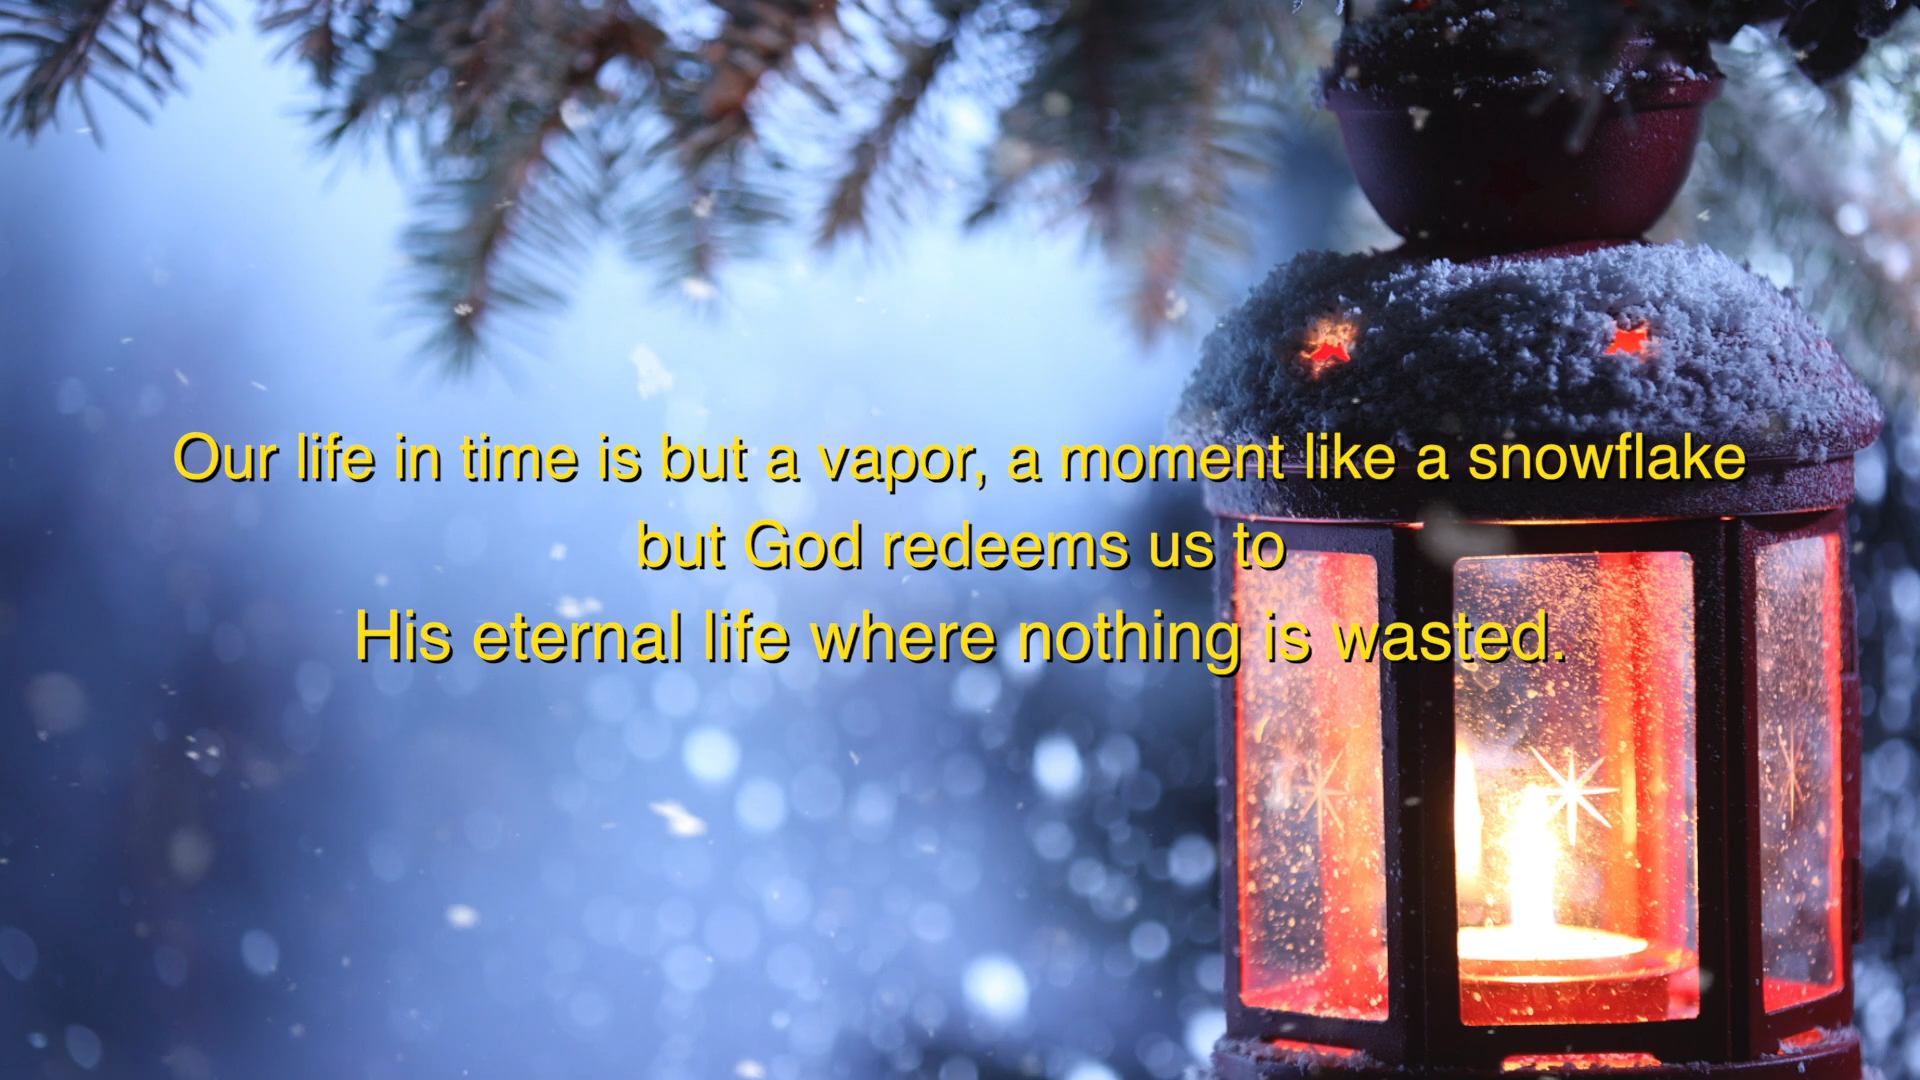 Our life in time is but a vapor, a moment like a snowflake
but God redeems us to
His eternal life where nothing is wasted.